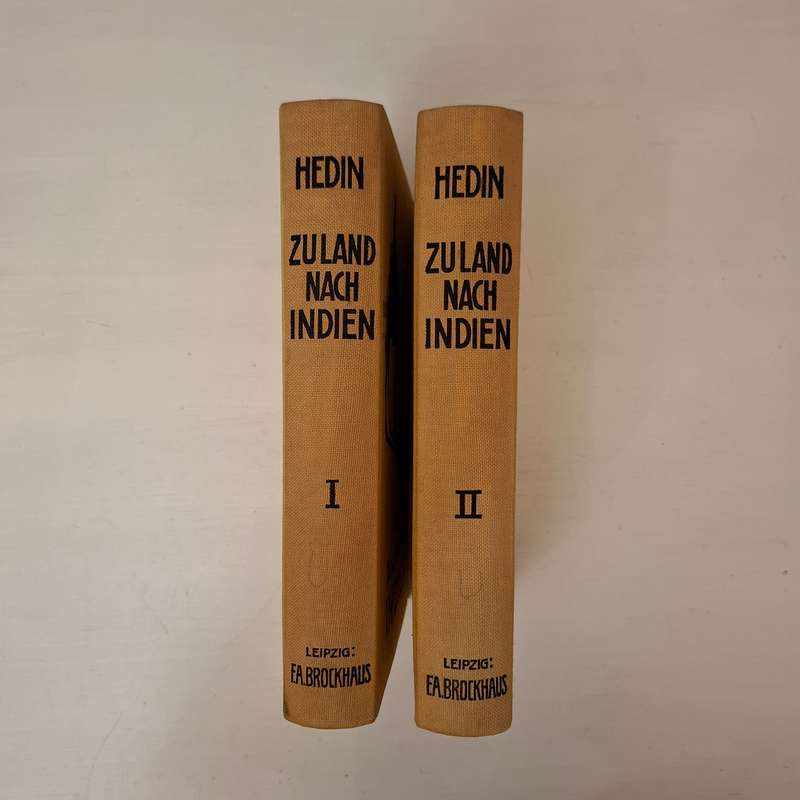 HEDIN
ZU LAND
NACH
INDIEN
I
LEIPZIG:
F.A.BROCKHAUS
HEDIN
ZU LAND
NACH
INDIEN
II
LEIPZIG:
F.A.BROCKHAUS